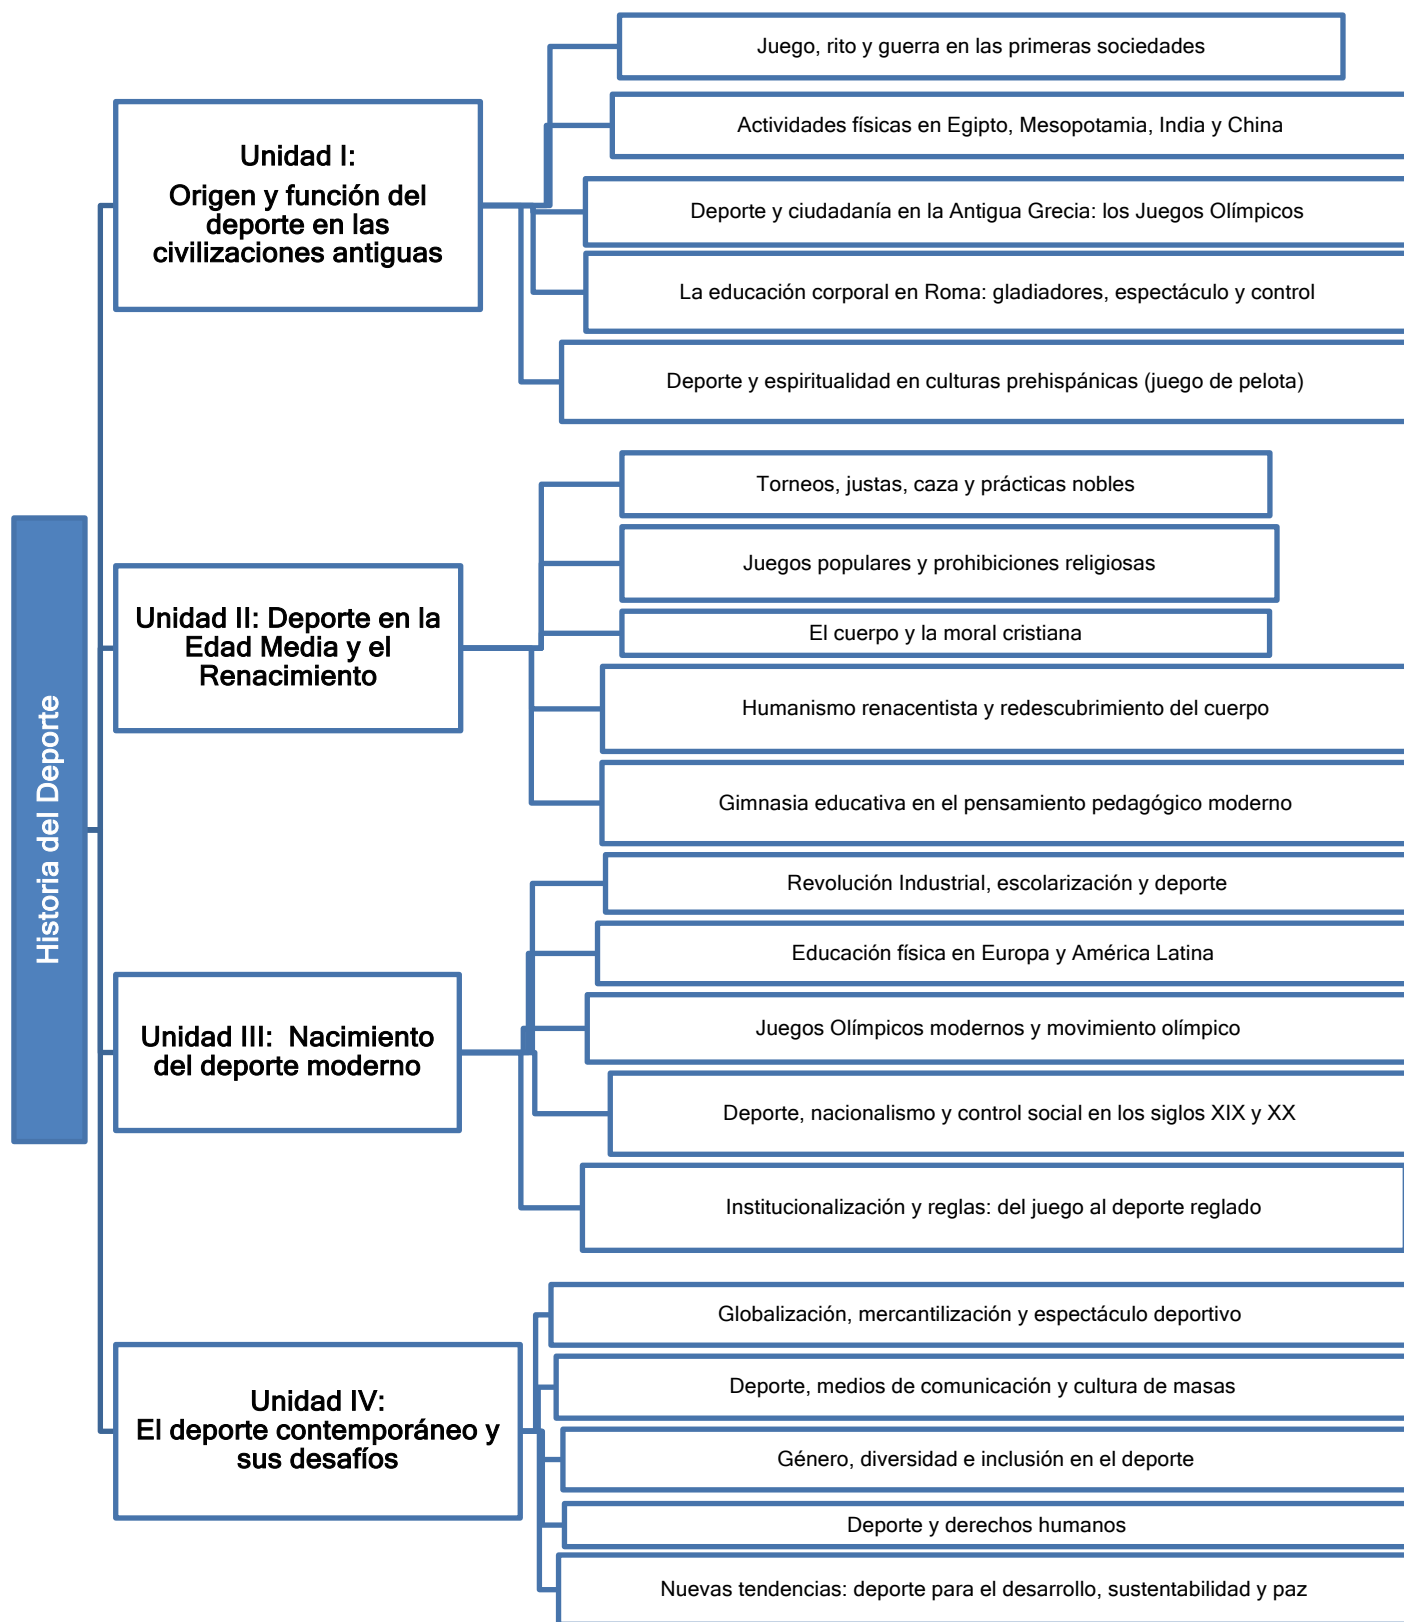 Historia del Deporte
Unidad I:
Origen y función del
deporte en las
civilizaciones antiguas
Juego, rito y guerra en las primeras sociedades
Actividades físicas en Egipto, Mesopotamia, India y China
Deporte y ciudadanía en la Antigua Grecia: los Juegos Olímpicos
La educación corporal en Roma: gladiadores, espectáculo y control
Deporte y espiritualidad en culturas prehispánicas (juego de pelota)
Unidad II: Deporte en la
Edad Media y el
Renacimiento
Torneos, justas, caza y prácticas nobles
Juegos populares y prohibiciones religiosas
El cuerpo y la moral cristiana
Humanismo renacentista y redescubrimiento del cuerpo
Gimnasia educativa en el pensamiento pedagógico moderno
Unidad III:  Nacimiento
del deporte moderno
Revolución Industrial, escolarización y deporte
Educación física en Europa y América Latina
Juegos Olímpicos modernos y movimiento olímpico
Deporte, nacionalismo y control social en los siglos XIX y XX
Institucionalización y reglas: del juego al deporte reglado
Unidad IV:
El deporte contemporáneo y
sus desafíos
Globalización, mercantilización y espectáculo deportivo
Deporte, medios de comunicación y cultura de masas
Género, diversidad e inclusión en el deporte
Deporte y derechos humanos
Nuevas tendencias: deporte para el desarrollo, sustentabilidad y paz